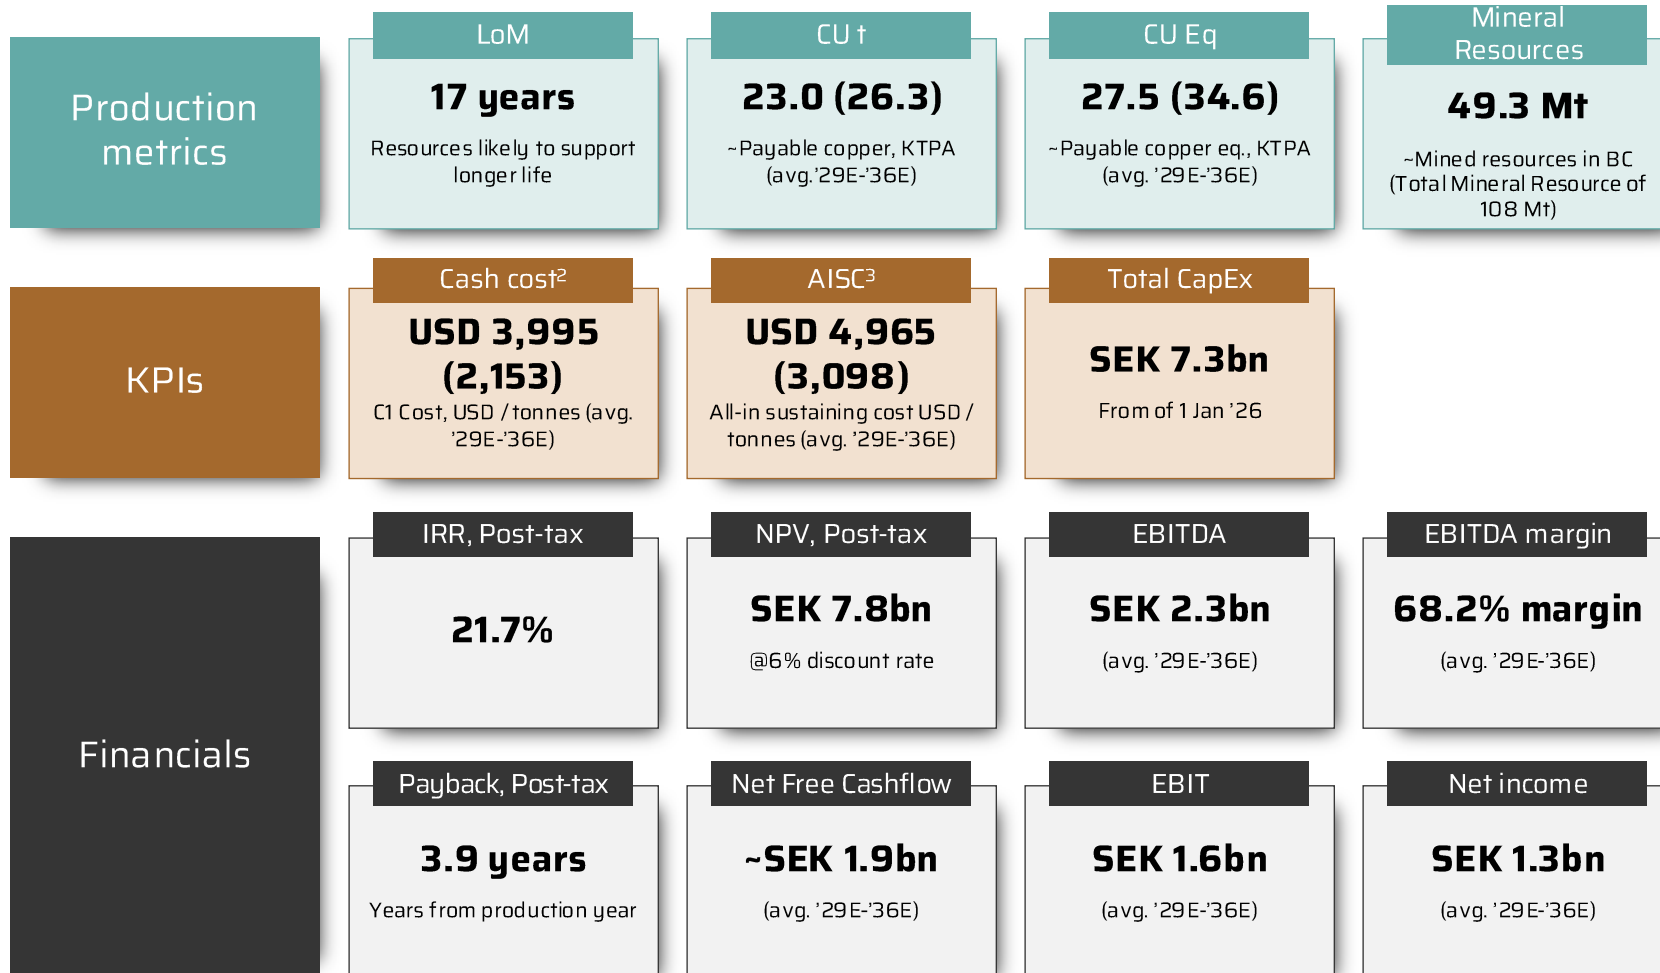 Production
metrics
LoM
17 years
Resources likely to support
longer life
CU t
23.0 (26.3)
~Payable copper, KTPA
(avg.’29E-’36E)
CU Eq
27.5 (34.6)
~Payable copper eq., KTPA
(avg. ’29E-’36E)
Mineral
Resources
49.3 Mt
~Mined resources in BC
(Total Mineral Resource of
108 Mt)
KPIs
Cash cost²
USD 3,995
(2,153)
C1 Cost, USD / tonnes (avg.
’29E-’36E)
AISC³
USD 4,965
(3,098)
All-in sustaining cost USD /
tonnes (avg. ’29E-’36E)
Total CapEx
SEK 7.3bn
From of 1 Jan ’26
Financials
IRR, Post-tax
21.7%
NPV, Post-tax
SEK 7.8bn
@6% discount rate
EBITDA
SEK 2.3bn
(avg. ’29E-’36E)
EBITDA margin
68.2% margin
(avg. ’29E-’36E)
Payback, Post-tax
3.9 years
Years from production year
Net Free Cashflow
~SEK 1.9bn
(avg. ’29E-’36E)
EBIT
SEK 1.6bn
(avg. ’29E-’36E)
Net income
SEK 1.3bn
(avg. ’29E-’36E)